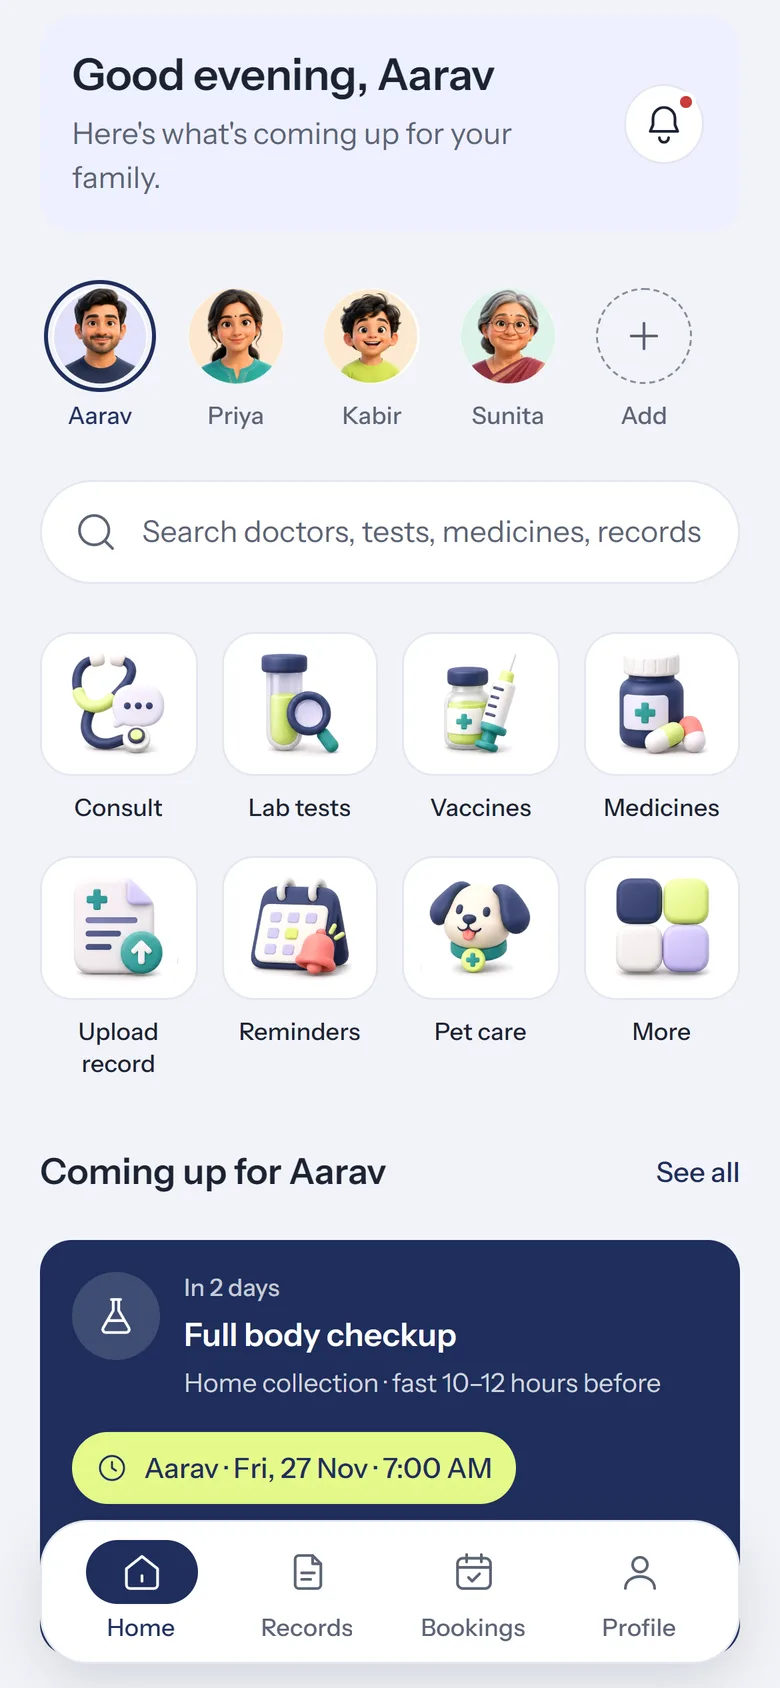 Good evening, Aarav
Here's what's coming up for your
family.
Aarav
Priya
Kabir
Sunita
Add
Search doctors, tests, medicines, records
Consult
Lab tests
Vaccines
Medicines
Upload
record
Reminders
Pet care
More
Coming up for Aarav
See all
In 2 days
Full body checkup
Home collection · fast 10–12 hours before
Aarav · Fri, 27 Nov · 7:00 AM
Home
Records
Bookings
Profile